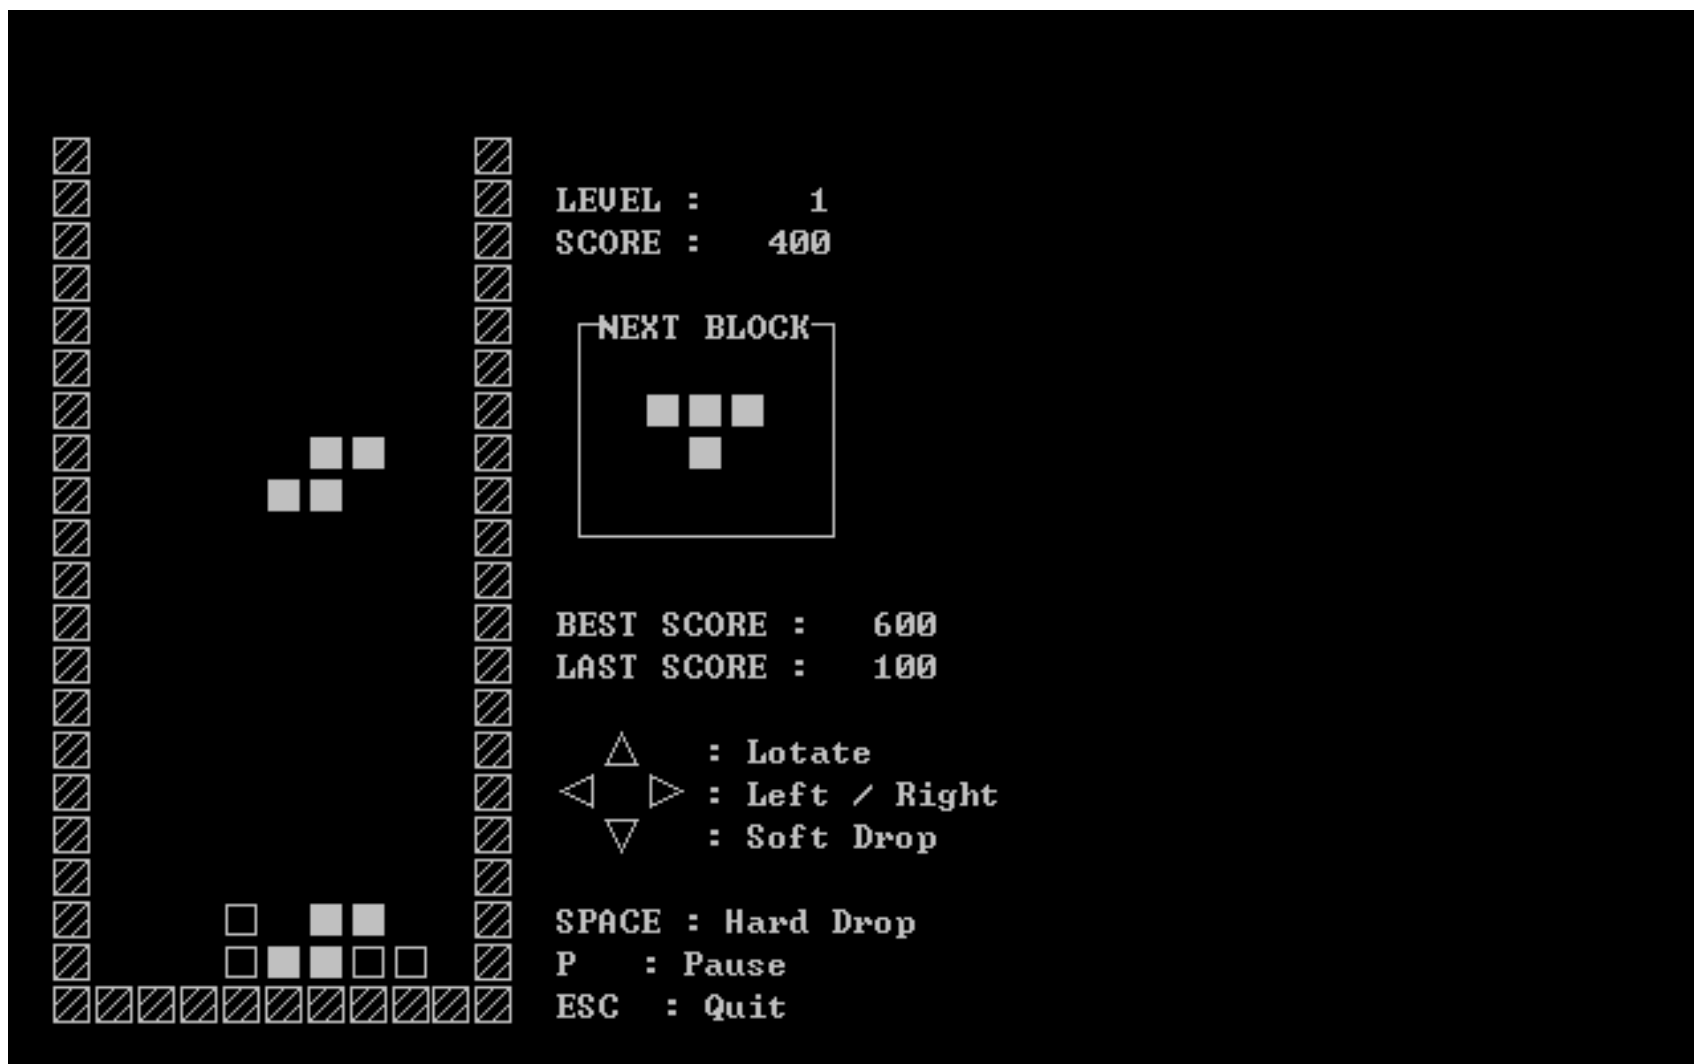 LEVEL : 1
SCORE : 400
NEXT BLOCK
BEST SCORE : 600
LAST SCORE : 100
△ : Lotate
◁ ▷ : Left / Right
▽ : Soft Drop
SPACE : Hard Drop
P : Pause
ESC : Quit